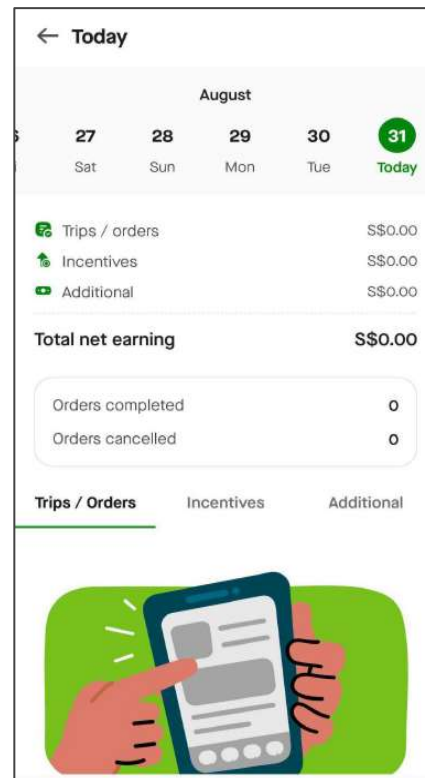 ← Today
August
27 28 29 30 31
Sat Sun Mon Tue Today
Trips / orders S$0.00
Incentives S$0.00
Additional S$0.00
Total net earning S$0.00
Orders completed 0
Orders cancelled 0
Trips / Orders Incentives Additional